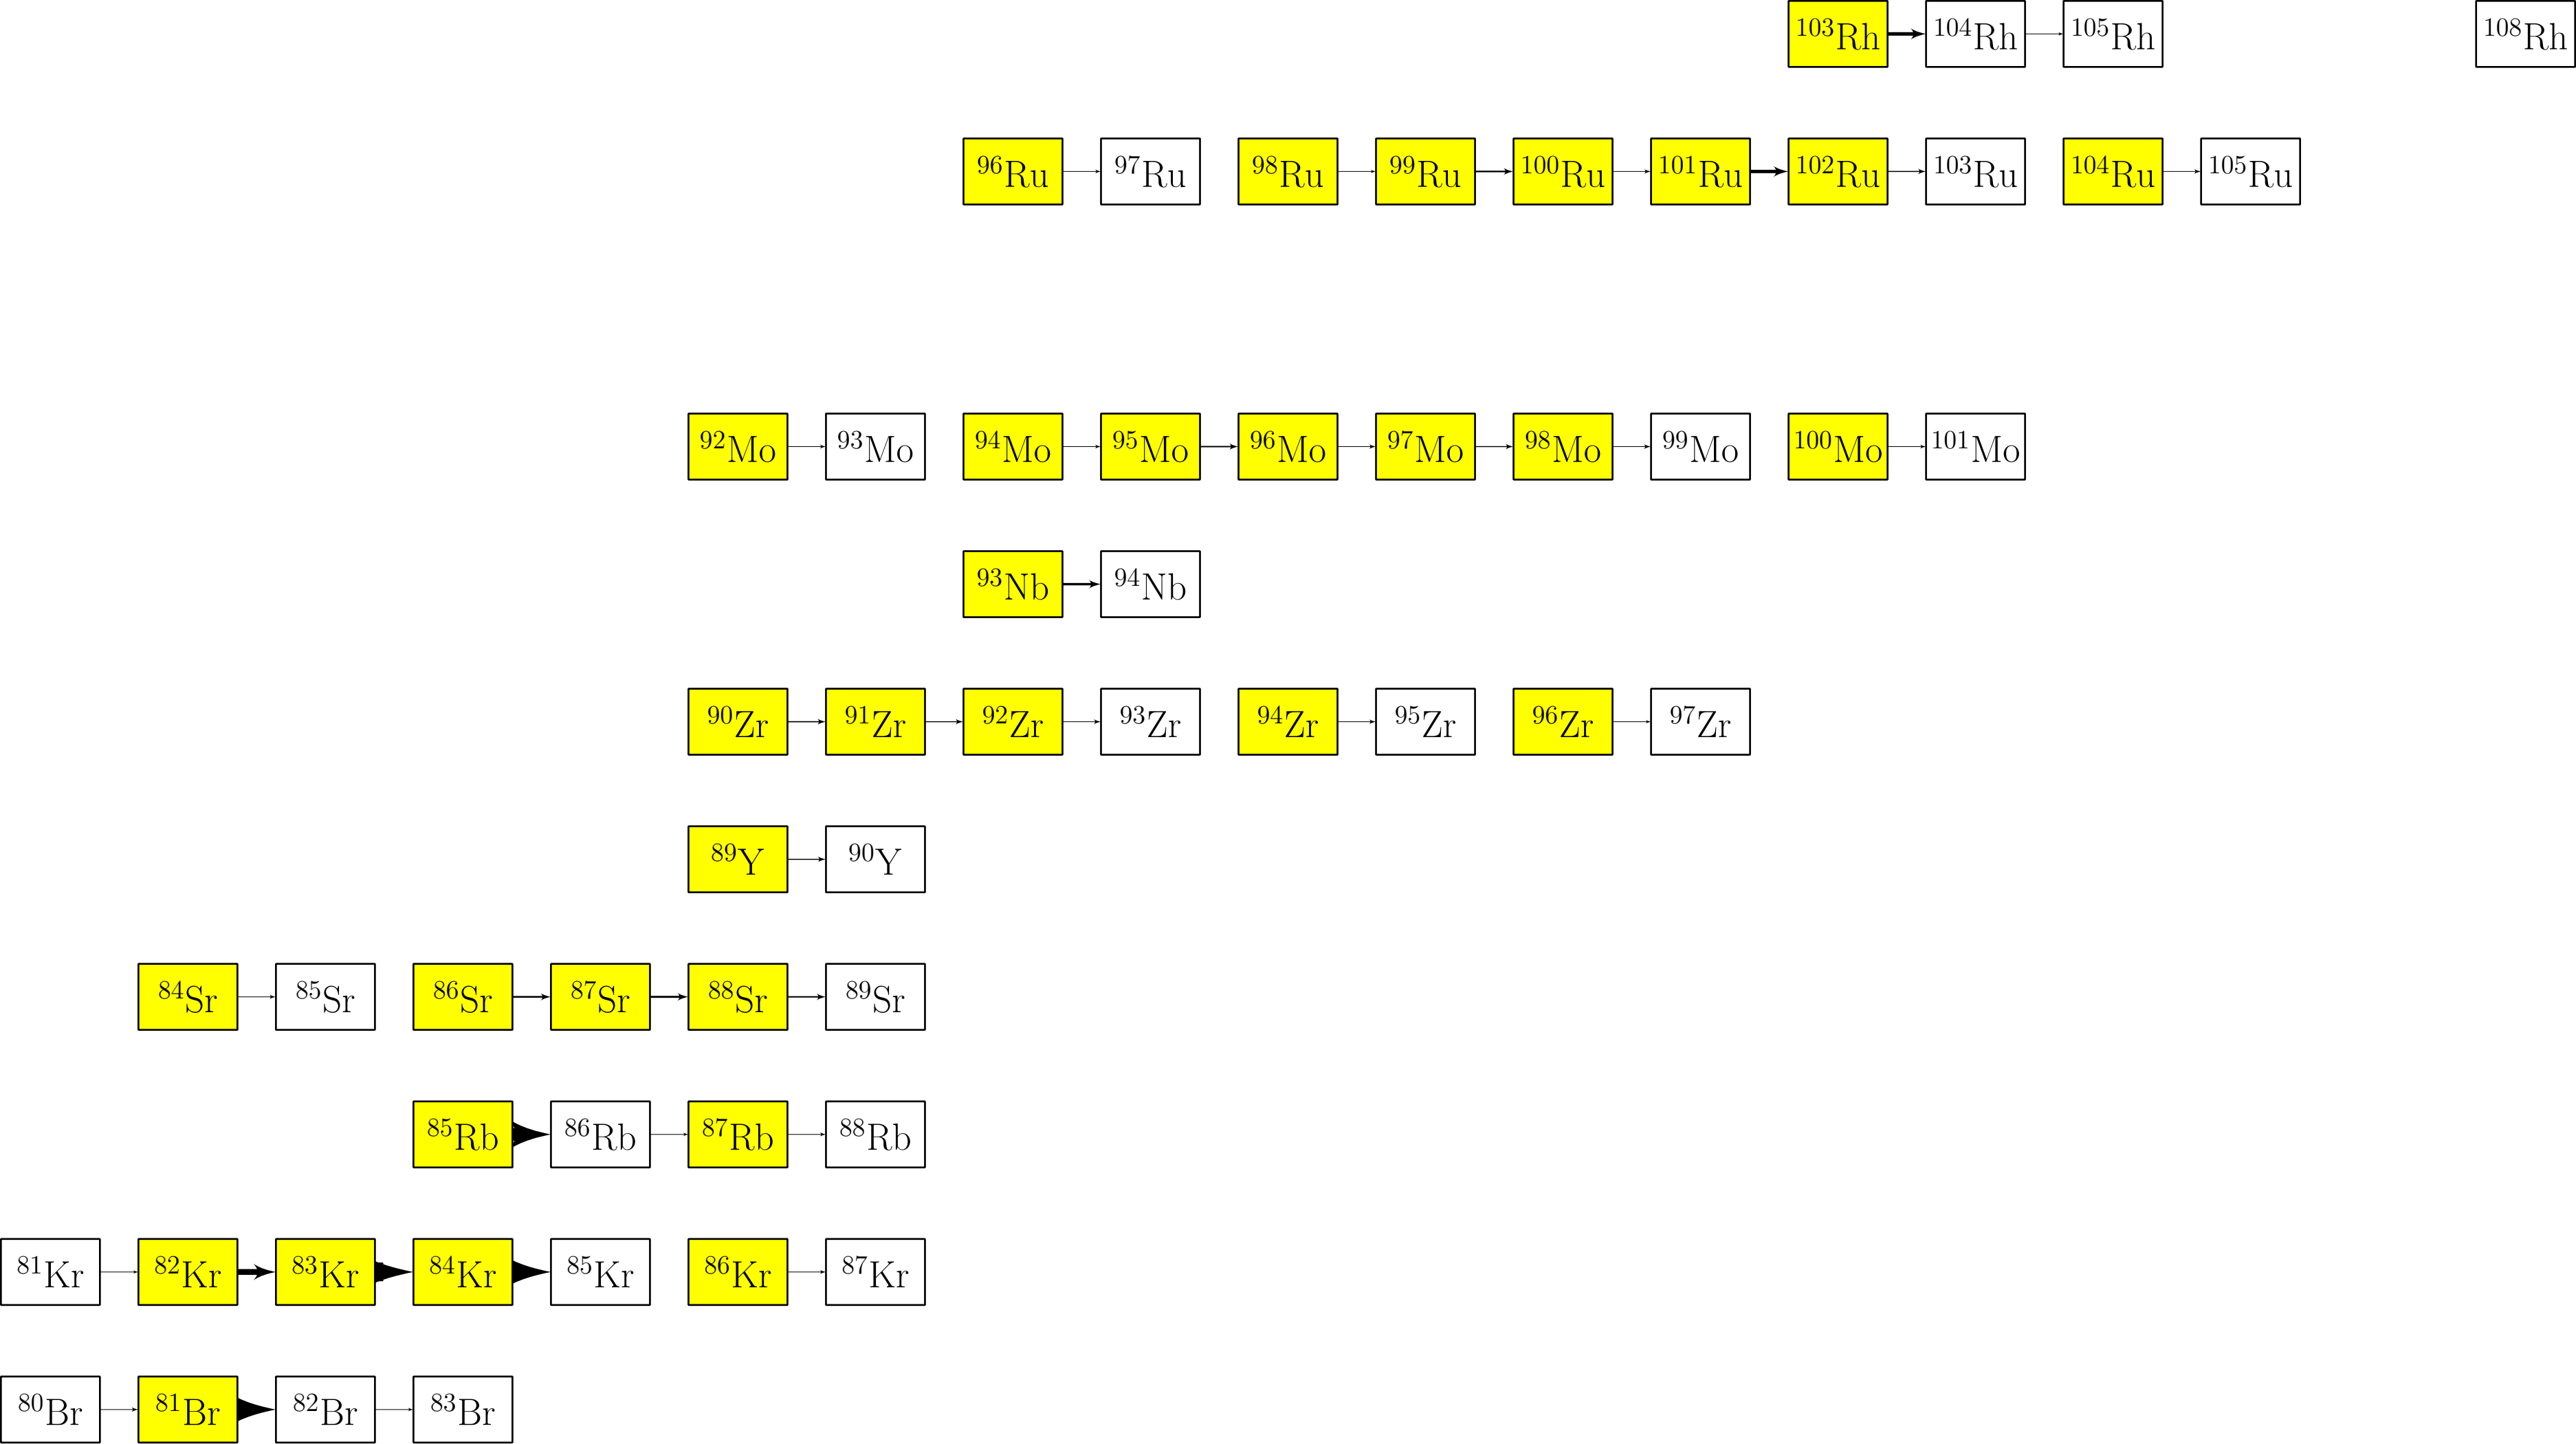 103Rh 104Rh 105Rh 108Rh
96Ru 97Ru 98Ru 99Ru 100Ru 101Ru 102Ru 103Ru 104Ru 105Ru
92Mo 93Mo 94Mo 95Mo 96Mo 97Mo 98Mo 99Mo 100Mo 101Mo
93Nb 94Nb
90Zr 91Zr 92Zr 93Zr 94Zr 95Zr 96Zr 97Zr
89Y 90Y
84Sr 85Sr 86Sr 87Sr 88Sr 89Sr
85Rb 86Rb 87Rb 88Rb
81Kr 82Kr 83Kr 84Kr 85Kr 86Kr 87Kr
80Br 81Br 82Br 83Br